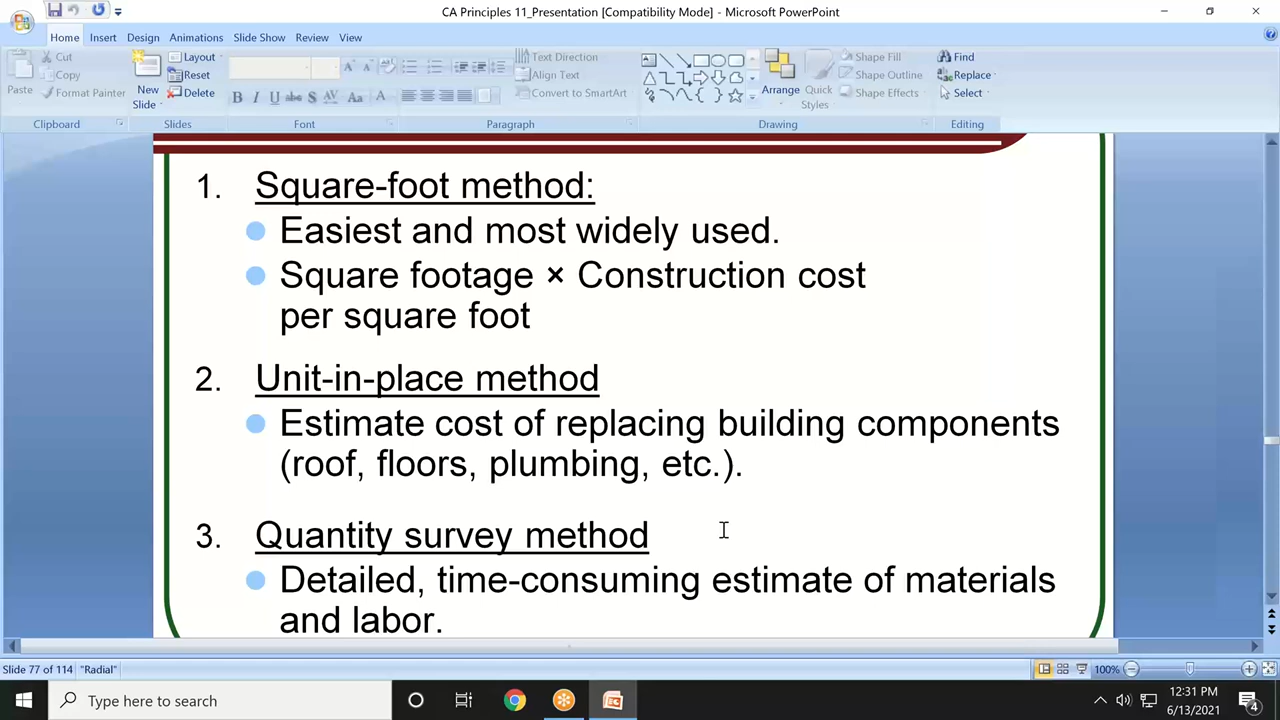 CA Principles 11_Presentation [Compatibility Mode] - Microsoft PowerPoint
Home Insert Design Animations Slide Show Review View
Paste
Cut
Copy
Format Painter
Clipboard
New
Slide
Layout
Reset
Delete
Slides
B I U abc S AV Aa A
Font
Text Direction
Align Text
Convert to SmartArt
Paragraph
Arrange
Quick
Styles
Shape Fill
Shape Outline
Shape Effects
Drawing
Find
Replace
Select
Editing
1. Square-foot method:
Easiest and most widely used.
Square footage × Construction cost
per square foot
2. Unit-in-place method
Estimate cost of replacing building components
(roof, floors, plumbing, etc.).
3. Quantity survey method
Detailed, time-consuming estimate of materials
and labor.
Slide 77 of 114 "Radial" 100%
Type here to search
12:31 PM
6/13/2021
4